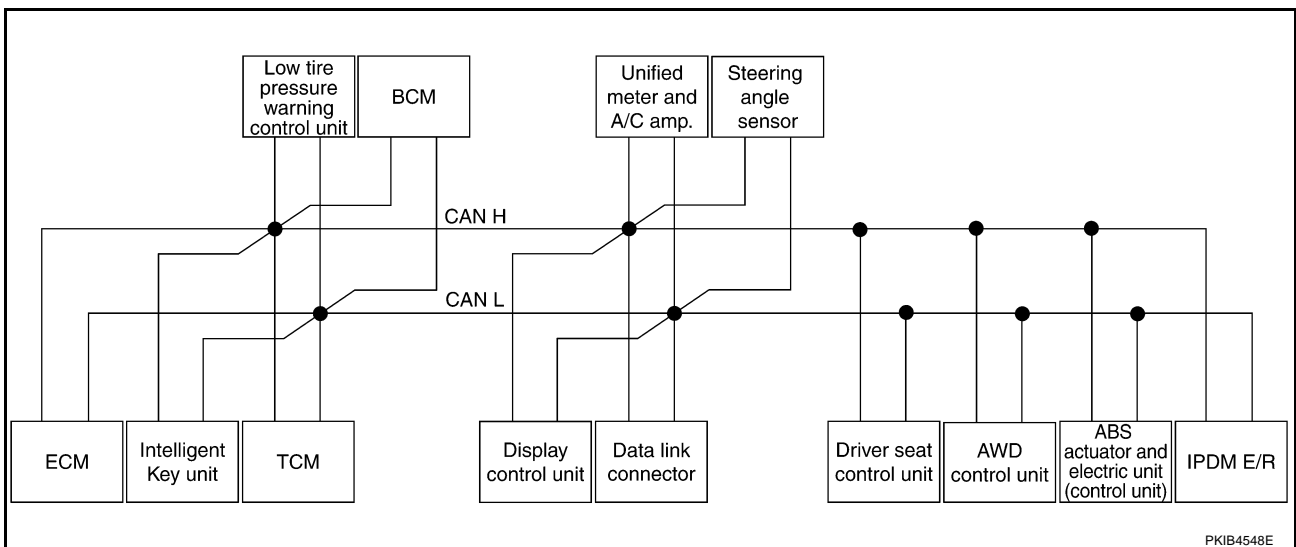 Low tire
pressure
warning
control unit
BCM
Unified
meter and
A/C amp.
Steering
angle
sensor
CAN H
CAN L
ECM
Intelligent
Key unit
TCM
Display
control unit
Data link
connector
Driver seat
control unit
AWD
control unit
ABS
actuator and
electric unit
(control unit)
IPDM E/R
PKIB4548E